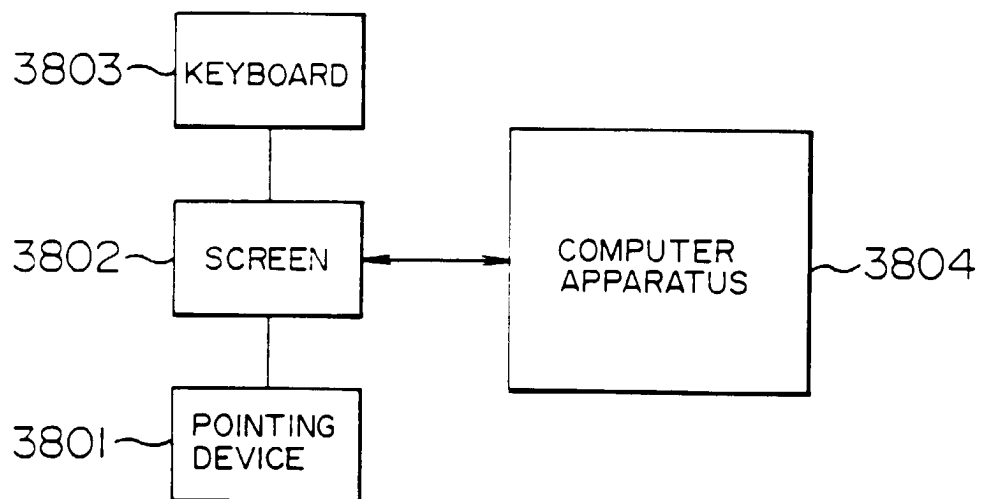 3803
KEYBOARD
3802
SCREEN
COMPUTER
APPARATUS
3804
3801
POINTING
DEVICE